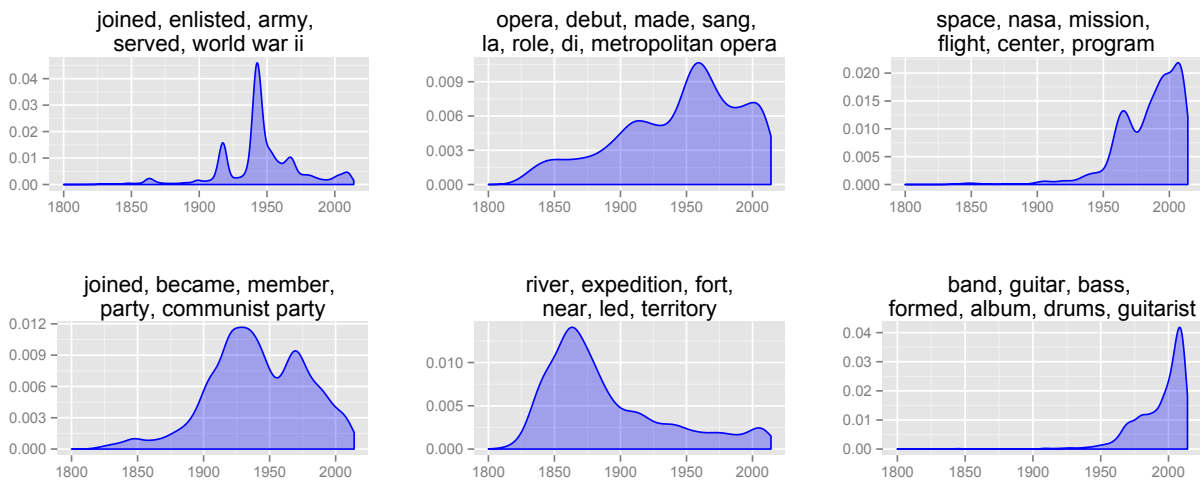 joined, enlisted, army,
served, world war ii
0.04
0.03
0.02
0.01
0.00
1800 1850 1900 1950 2000
opera, debut, made, sang,
la, role, di, metropolitan opera
0.009
0.006
0.003
0.000
1800 1850 1900 1950 2000
space, nasa, mission,
flight, center, program
0.020
0.015
0.010
0.005
0.000
1800 1850 1900 1950 2000
joined, became, member,
party, communist party
0.012
0.009
0.006
0.003
0.000
1800 1850 1900 1950 2000
river, expedition, fort,
near, led, territory
0.010
0.005
0.000
1800 1850 1900 1950 2000
band, guitar, bass,
formed, album, drums, guitarist
0.04
0.03
0.02
0.01
0.00
1800 1850 1900 1950 2000